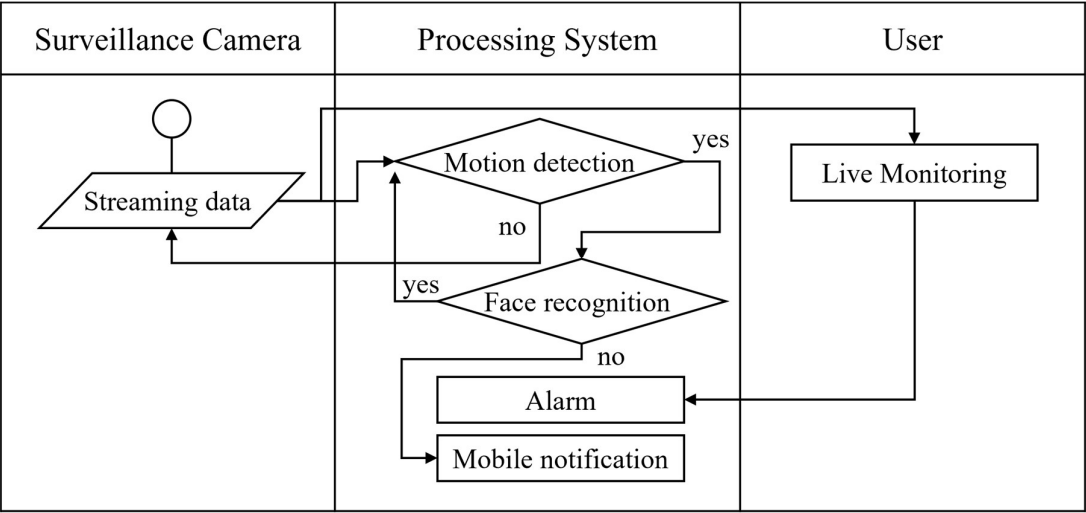 Surveillance Camera
Processing System
User
yes
Motion detection
Live Monitoring
Streaming data
no
yes
Face recognition
no
Alarm
Mobile notification